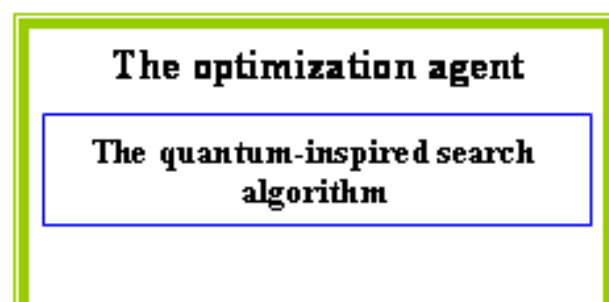 The optimization agent
The quantum-inspired search
algorithm